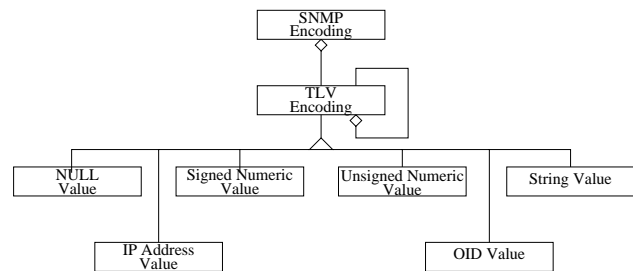 SNMP
Encoding
TLV
Encoding
NULL
Value
Signed Numeric
Value
Unsigned Numeric
Value
String Value
IP Address
Value
OID Value